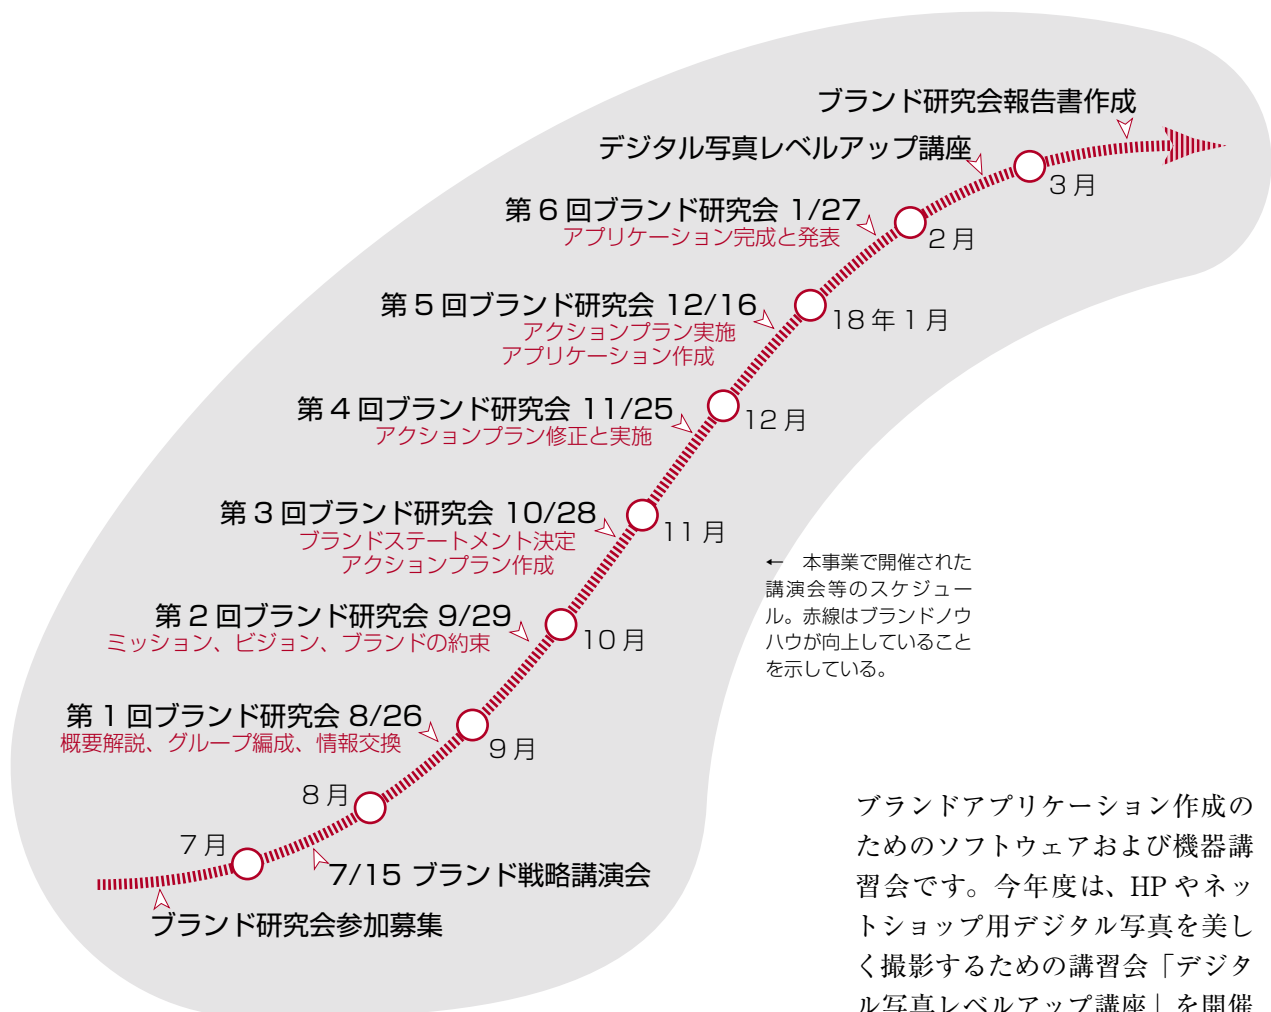 ブランド研究会報告書作成
デジタル写真レベルアップ講座
3月
第6回ブランド研究会 1/27
アプリケーション完成と発表
2月
第5回ブランド研究会 12/16
アクションプラン実施
アプリケーション作成
18年1月
第4回ブランド研究会 11/25
アクションプラン修正と実施
12月
第3回ブランド研究会 10/28
ブランドステートメント決定
アクションプラン作成
11月
第2回ブランド研究会 9/29
ミッション、ビジョン、ブランドの約束
10月
第1回ブランド研究会 8/26
概要解説、グループ編成、情報交換
9月
8月
7月
7/15 ブランド戦略講演会
ブランド研究会参加募集
← 本事業で開催された
講演会等のスケジュー
ル。赤線はブランドノウ
ハウが向上していること
を示している。
ブランドアプリケーション作成の
ためのソフトウェアおよび機器講
習会です。今年度は、HPやネッ
トショップ用デジタル写真を美し
く撮影するための講習会「デジタ
ル写真レベルアップ講座」を開催